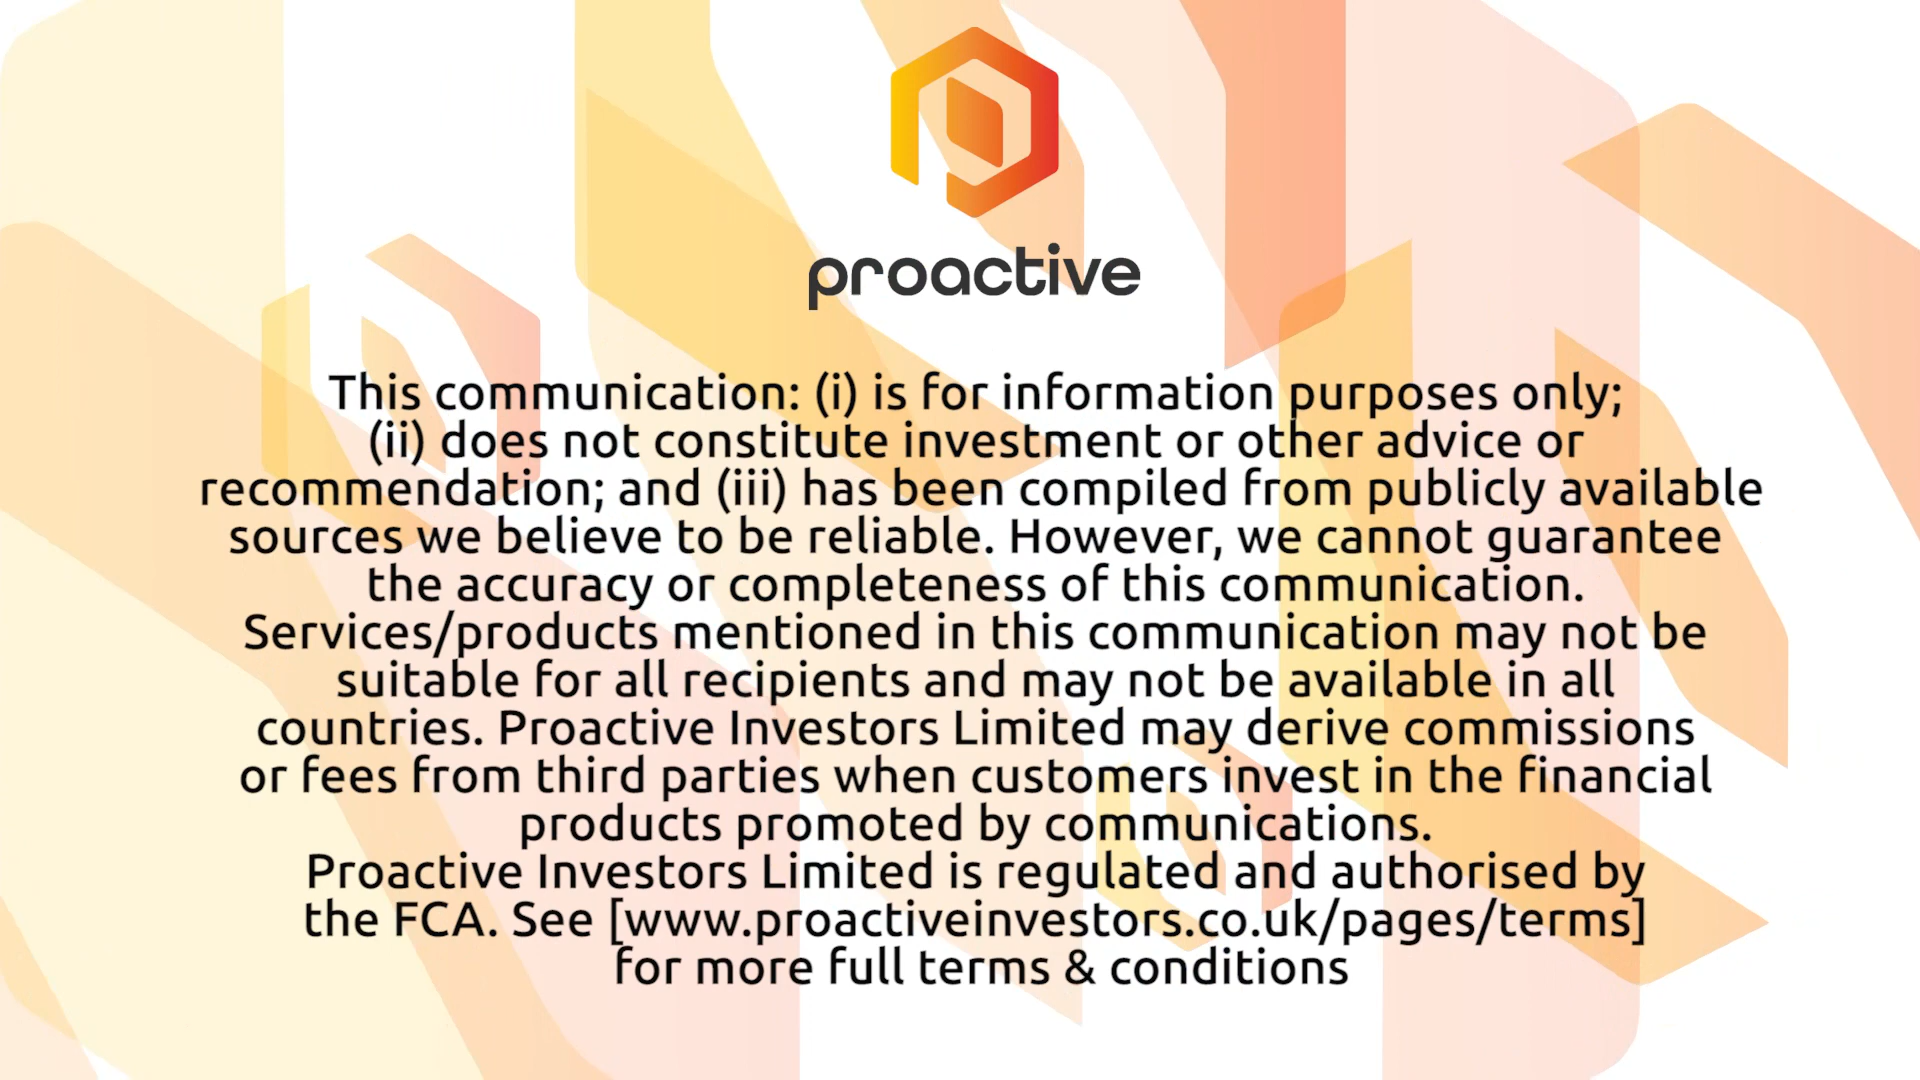 proactive
This communication: (i) is for information purposes only;
(ii) does not constitute investment or other advice or
recommendation; and (iii) has been compiled from publicly available
sources we believe to be reliable. However, we cannot guarantee
the accuracy or completeness of this communication.
Services/products mentioned in this communication may not be
suitable for all recipients and may not be available in all
countries. Proactive Investors Limited may derive commissions
or fees from third parties when customers invest in the financial
products promoted by communications.
Proactive Investors Limited is regulated and authorised by
the FCA. See [www.proactiveinvestors.co.uk/pages/terms]
for more full terms & conditions